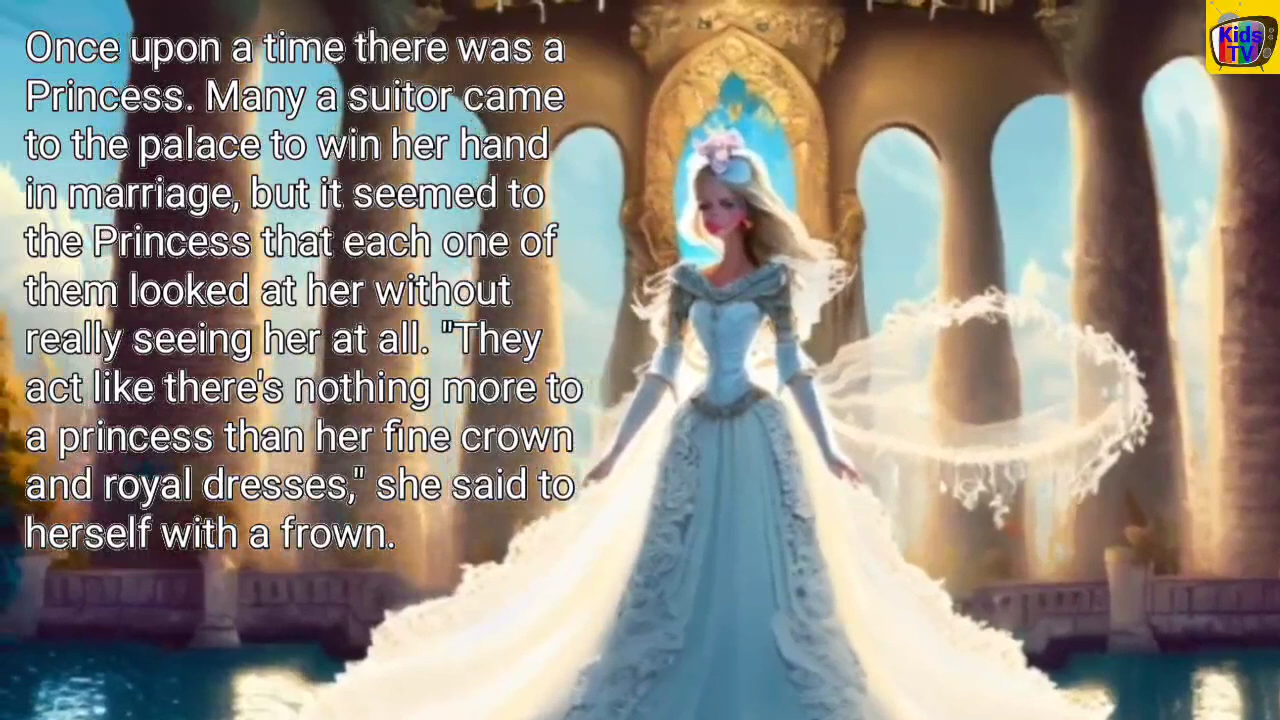 Once upon a time there was a
Princess. Many a suitor came
to the palace to win her hand
in marriage, but it seemed to
the Princess that each one of
them looked at her without
really seeing her at all. "They
act like there's nothing more to
a princess than her fine crown
and royal dresses," she said to
herself with a frown.
Kids
TV